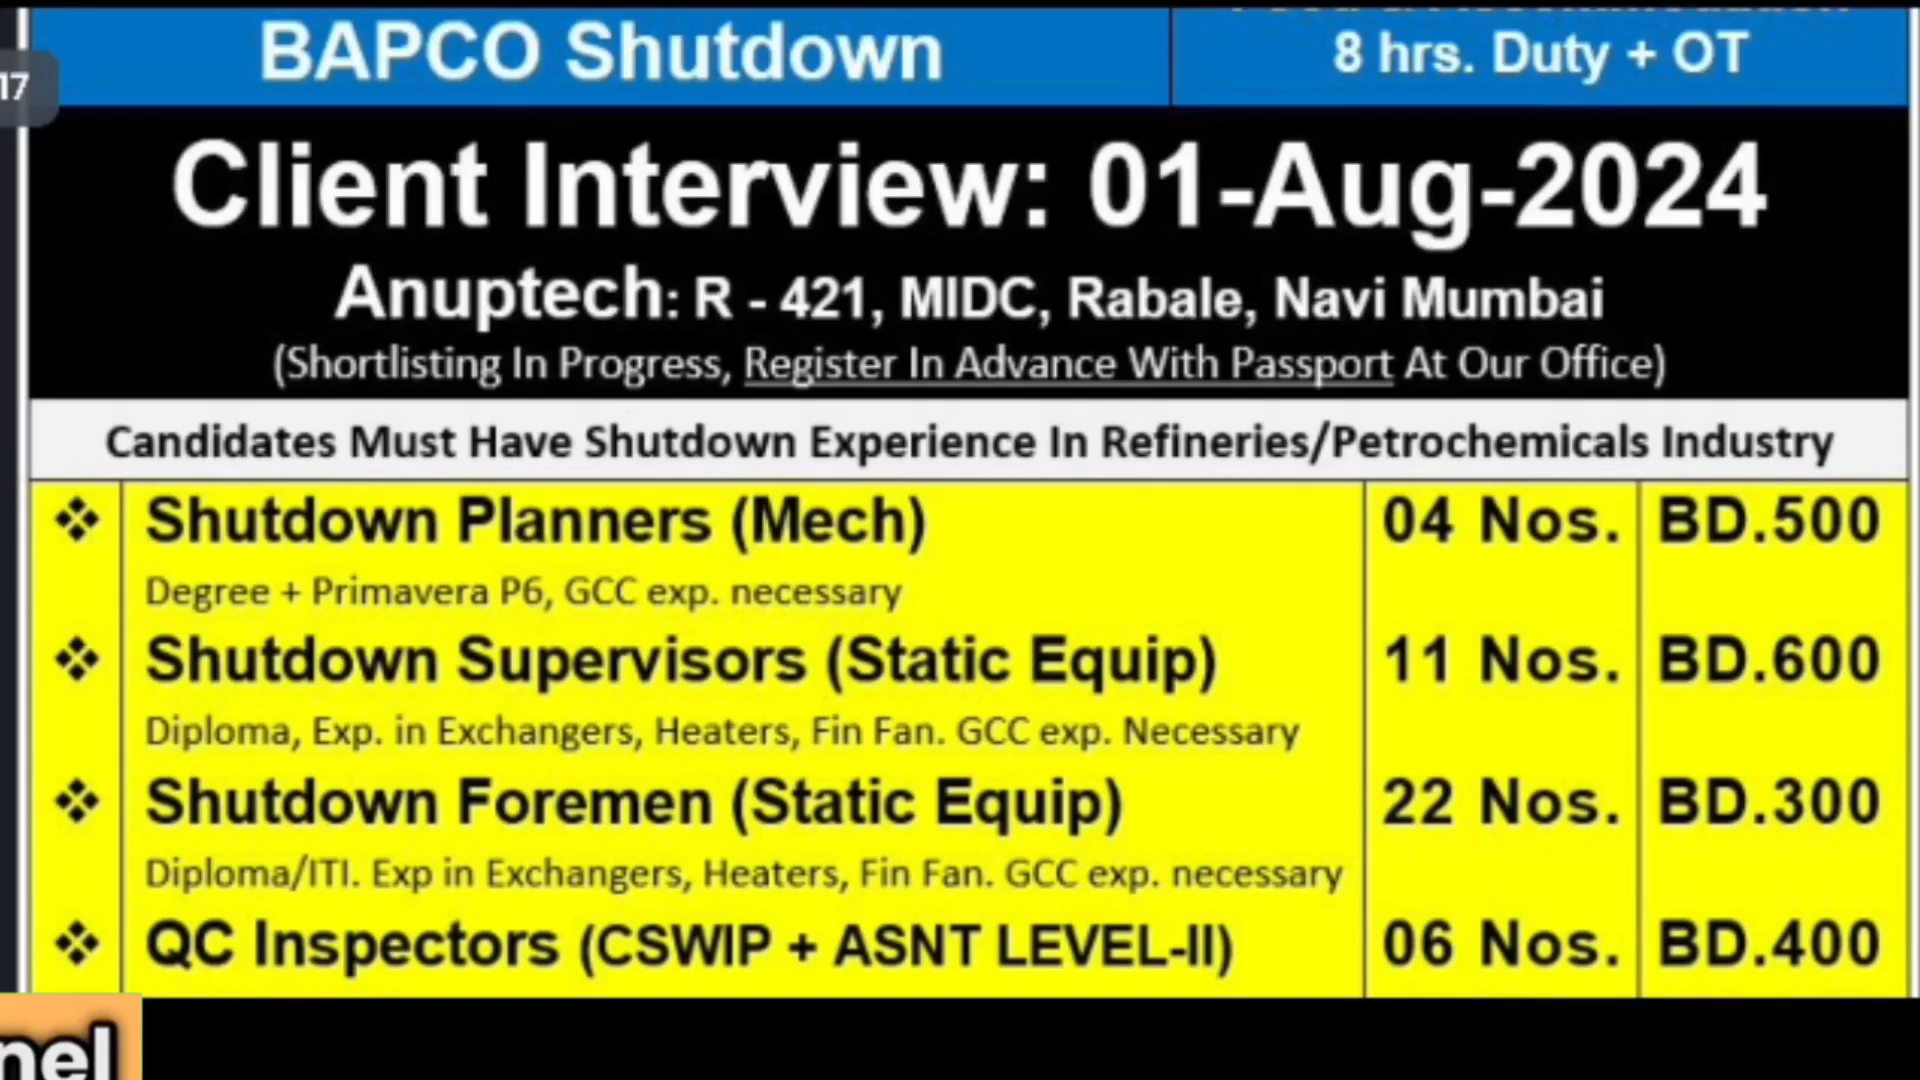 BAPCO Shutdown
8 hrs. Duty + OT
17
Client Interview: 01-Aug-2024
Anuptech: R - 421, MIDC, Rabale, Navi Mumbai
(Shortlisting In Progress, Register In Advance With Passport At Our Office)
Candidates Must Have Shutdown Experience In Refineries/Petrochemicals Industry
❖ Shutdown Planners (Mech) 04 Nos. BD.500
Degree + Primavera P6, GCC exp. necessary
❖ Shutdown Supervisors (Static Equip) 11 Nos. BD.600
Diploma, Exp. in Exchangers, Heaters, Fin Fan. GCC exp. Necessary
❖ Shutdown Foremen (Static Equip) 22 Nos. BD.300
Diploma/ITI. Exp in Exchangers, Heaters, Fin Fan. GCC exp. necessary
❖ QC Inspectors (CSWIP + ASNT LEVEL-II) 06 Nos. BD.400
nel